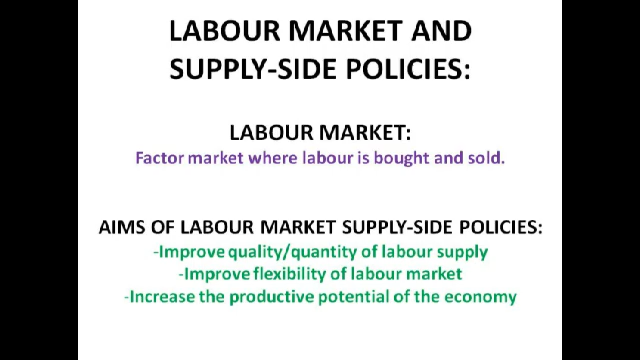 LABOUR MARKET AND
SUPPLY-SIDE POLICIES:
LABOUR MARKET:
Factor market where labour is bought and sold.
AIMS OF LABOUR MARKET SUPPLY-SIDE POLICIES:
-Improve quality/quantity of labour supply
-Improve flexibility of labour market
-Increase the productive potential of the economy